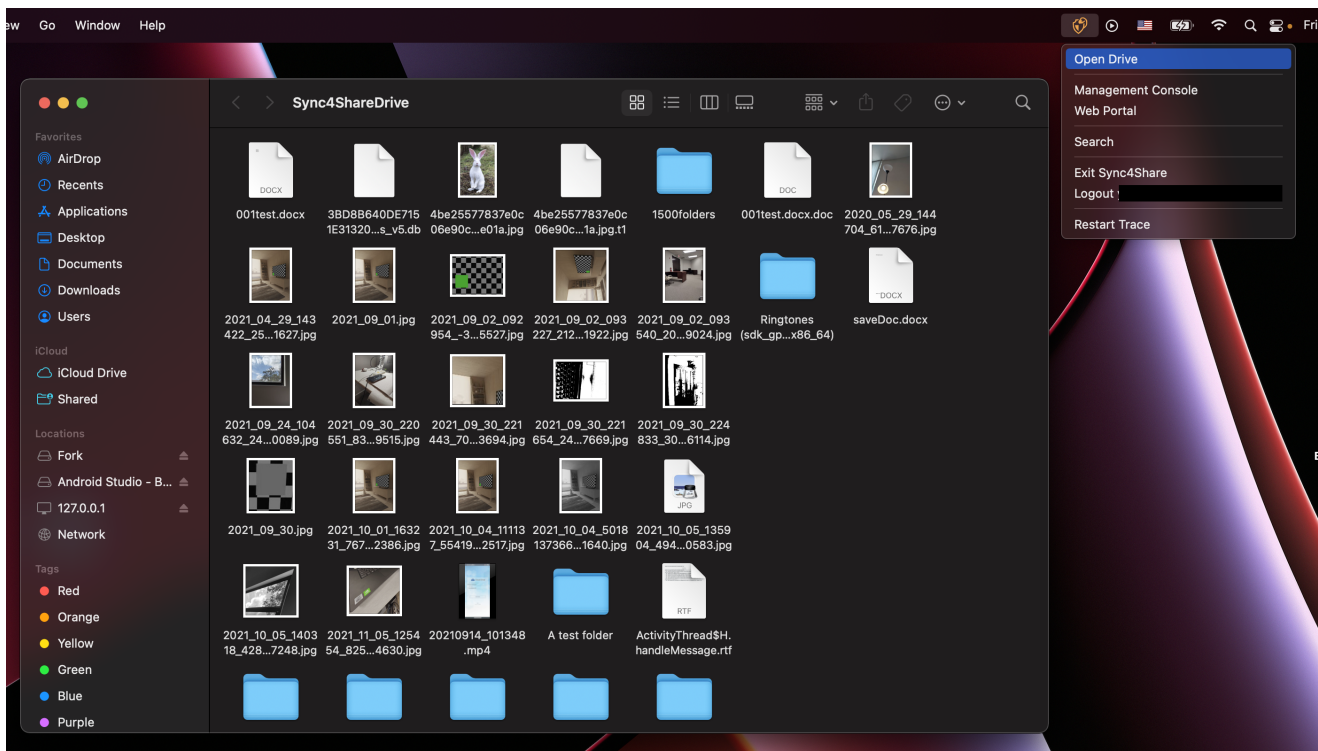 ew Go Window Help
Fri
Open Drive
Management Console
Web Portal
Search
Exit Sync4Share
Logout
Restart Trace
Sync4ShareDrive
Favorites
AirDrop
Recents
Applications
Desktop
Documents
Downloads
Users
iCloud
iCloud Drive
Shared
Locations
Fork
Android Studio - B...
127.0.0.1
Network
Tags
Red
Orange
Yellow
Green
Blue
Purple
DOCX
DOC
001test.docx 3BD8B640DE715 4be25577837e0c 4be25577837e0c 1500folders 001test.docx.doc 2020_05_29_144
1E31320...s_v5.db 06e90c...e01a.jpg 06e90c...1a.jpg.t1 704_61...7676.jpg
DOCX
2021_04_29_143 2021_09_01.jpg 2021_09_02_092 2021_09_02_093 2021_09_02_093 Ringtones saveDoc.docx
422_25...1627.jpg 954_-3...5527.jpg 227_212...1922.jpg 540_20...9024.jpg (sdk_gp...x86_64)
2021_09_24_104 2021_09_30_220 2021_09_30_221 2021_09_30_221 2021_09_30_224
632_24...0089.jpg 551_83...9515.jpg 443_70...3694.jpg 654_24...7669.jpg 833_30...6114.jpg
JPG
2021_09_30.jpg 2021_10_01_1632 2021_10_04_11113 2021_10_04_5018 2021_10_05_1359
31_767...2386.jpg 7_55419...2517.jpg 137366...1640.jpg 04_494...0583.jpg
RTF
2021_10_05_1403 2021_11_05_1254 20210914_101348 A test folder ActivityThread$H.
18_428...7248.jpg 54_825...4630.jpg .mp4 handleMessage.rtf